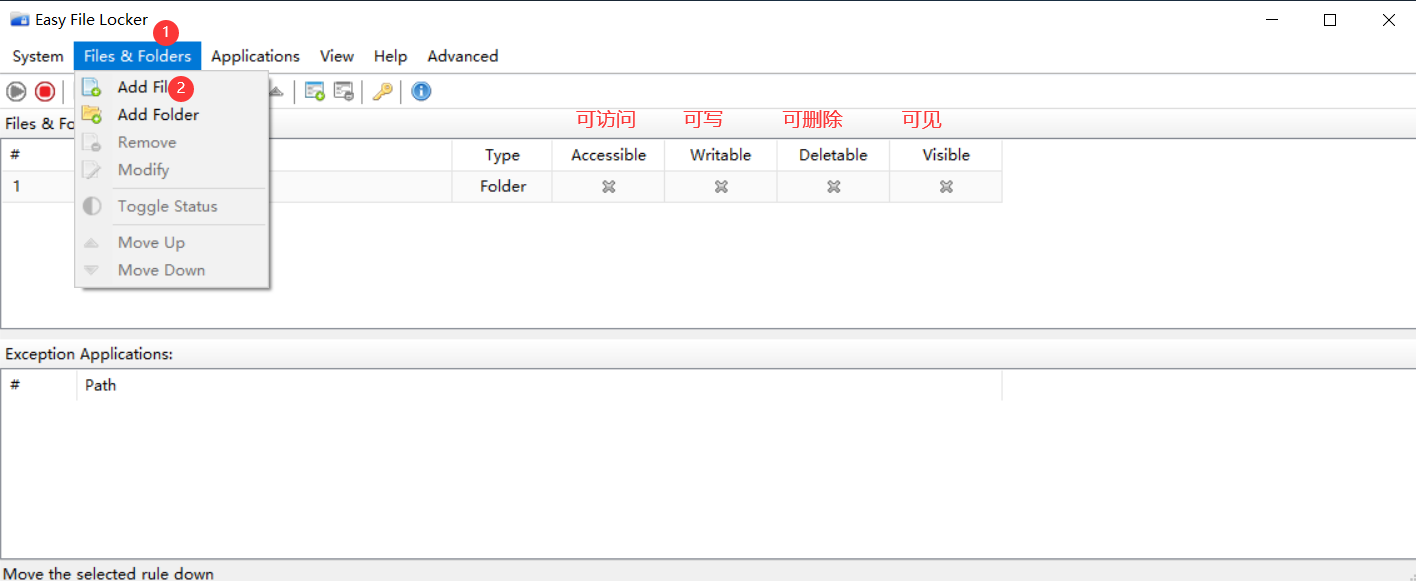 Easy File Locker
1
System Files & Folders Applications View Help Advanced
Add Fil 2
Add Folder
Remove
Modify
Toggle Status
Move Up
Move Down
可访问 可写 可删除 可见
Files & Fo
# Type Accessible Writable Deletable Visible
1 Folder
Exception Applications:
# Path
Move the selected rule down